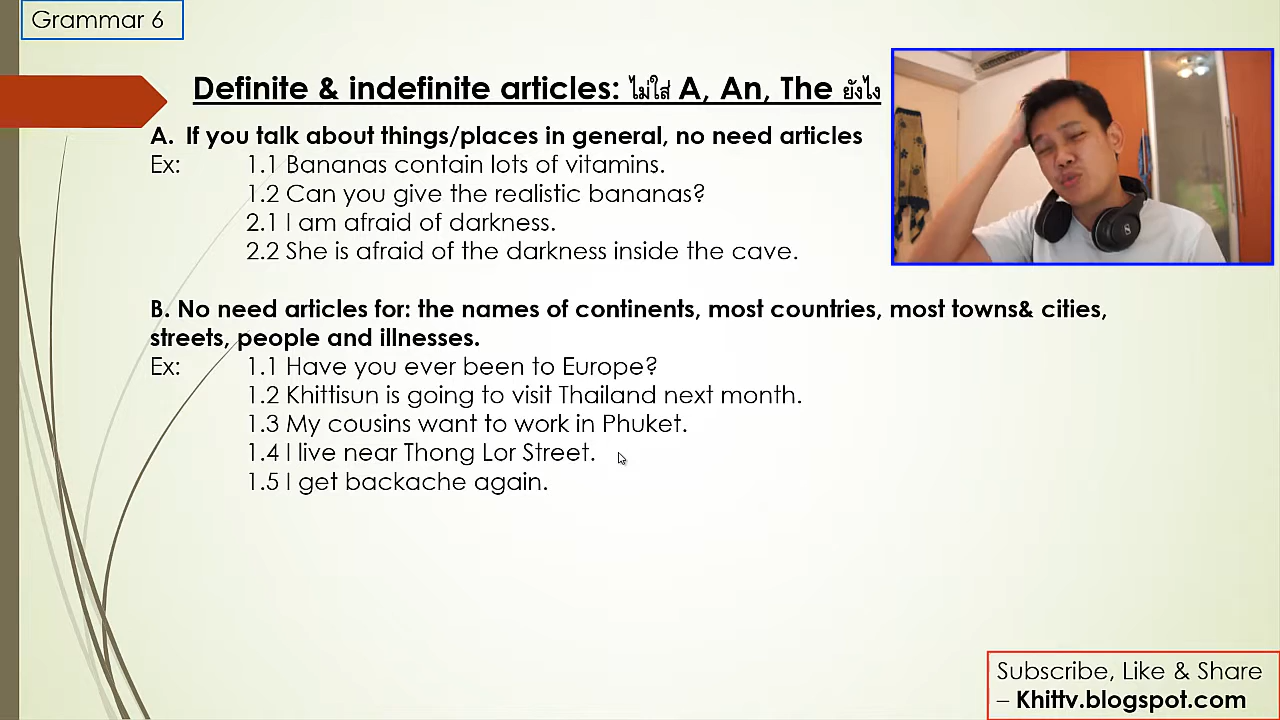 Grammar 6
Definite & indefinite articles: ไม่ใส่ A, An, The ยังไง
A. If you talk about things/places in general, no need articles
Ex: 1.1 Bananas contain lots of vitamins.
1.2 Can you give the realistic bananas?
2.1 I am afraid of darkness.
2.2 She is afraid of the darkness inside the cave.
B. No need articles for: the names of continents, most countries, most towns& cities,
streets, people and illnesses.
Ex: 1.1 Have you ever been to Europe?
1.2 Khittisun is going to visit Thailand next month.
1.3 My cousins want to work in Phuket.
1.4 I live near Thong Lor Street.
1.5 I get backache again.
Subscribe, Like & Share
– Khittv.blogspot.com